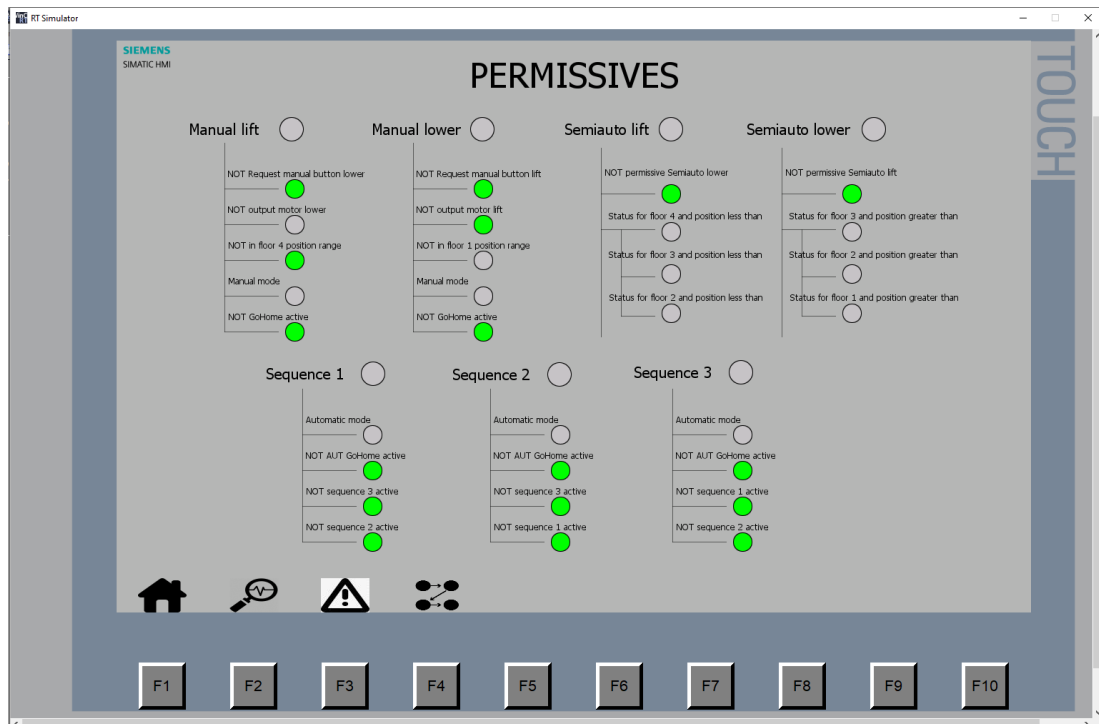 RT Simulator
SIEMENS
SIMATIC HMI
TOUCH
PERMISSIVES
Manual lift
Manual lower
Semiauto lift
Semiauto lower
NOT Request manual button lower
NOT output motor lower
NOT in floor 4 position range
Manual mode
NOT GoHome active
NOT Request manual button lift
NOT output motor lift
NOT in floor 1 position range
Manual mode
NOT GoHome active
NOT permissive Semiauto lower
Status for floor 4 and position less than
Status for floor 3 and position less than
Status for floor 2 and position less than
NOT permissive Semiauto lift
Status for floor 3 and position greater than
Status for floor 2 and position greater than
Status for floor 1 and position greater than
Sequence 1
Sequence 2
Sequence 3
Automatic mode
NOT AUT GoHome active
NOT sequence 3 active
NOT sequence 2 active
Automatic mode
NOT AUT GoHome active
NOT sequence 3 active
NOT sequence 1 active
Automatic mode
NOT AUT GoHome active
NOT sequence 1 active
NOT sequence 2 active
F1
F2
F3
F4
F5
F6
F7
F8
F9
F10